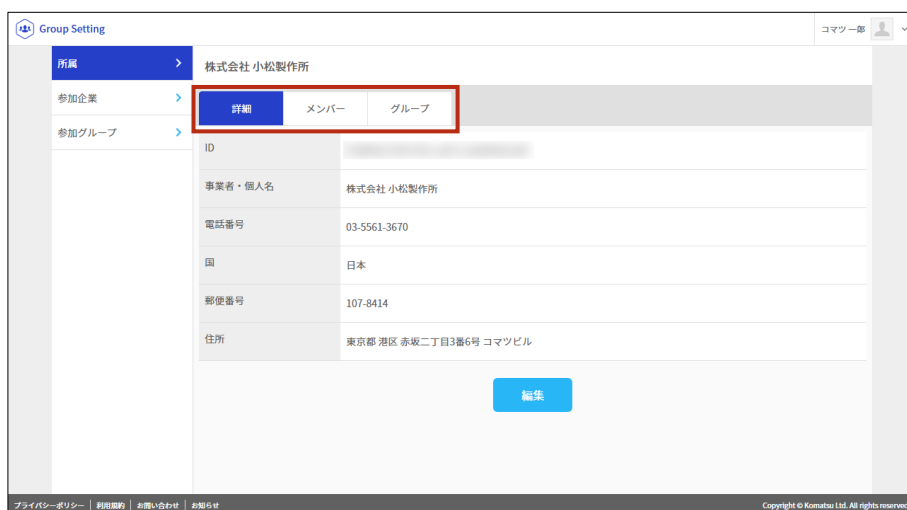 Group Setting
コマツ 一郎
所属
株式会社 小松製作所
参加企業
詳細 メンバー グループ
参加グループ
ID
事業者・個人名 株式会社 小松製作所
電話番号 03-5561-3670
国 日本
郵便番号 107-8414
住所 東京都 港区 赤坂二丁目3番6号 コマツビル
編集
プライバシーポリシー | 利用規約 | お問い合わせ | お知らせ
Copyright © Komatsu Ltd. All rights reserved